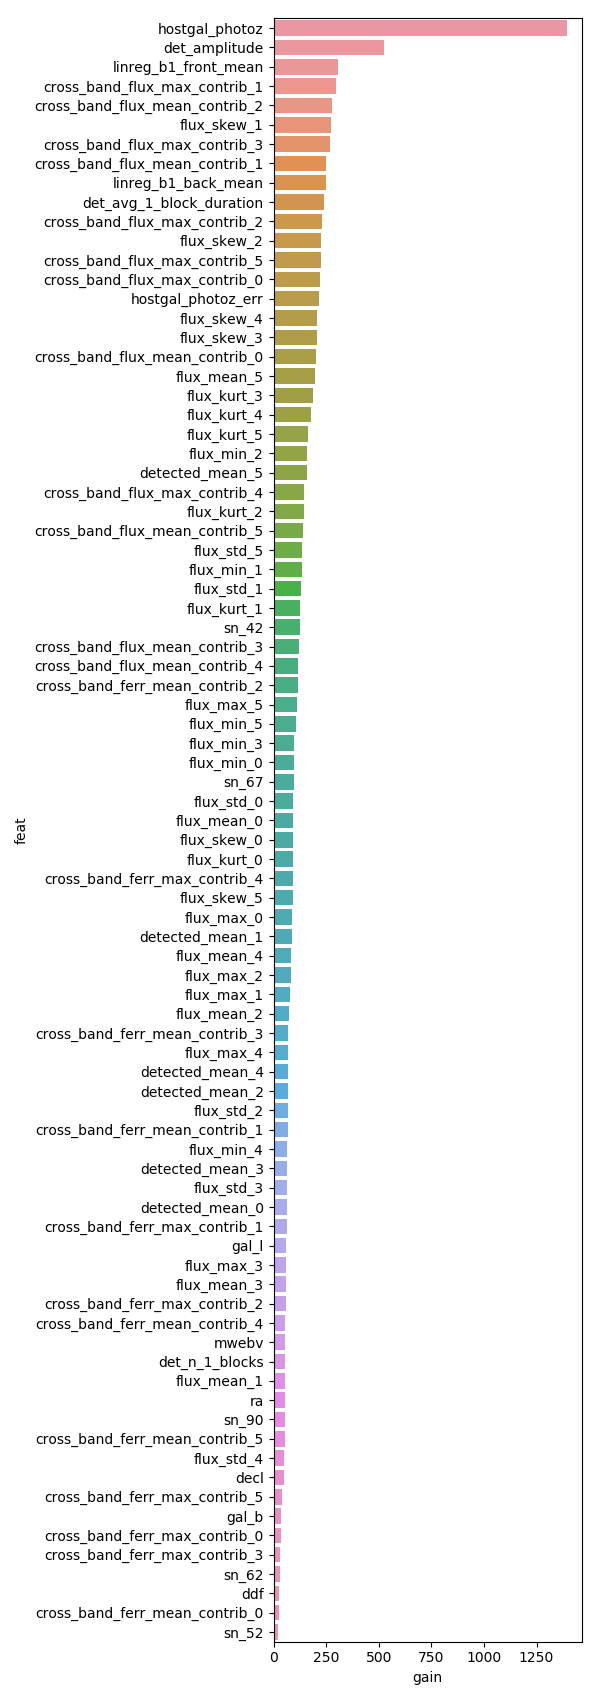 hostgal_photoz
det_amplitude
linreg_b1_front_mean
cross_band_flux_max_contrib_1
cross_band_flux_mean_contrib_2
flux_skew_1
cross_band_flux_max_contrib_3
cross_band_flux_mean_contrib_1
linreg_b1_back_mean
det_avg_1_block_duration
cross_band_flux_max_contrib_2
flux_skew_2
cross_band_flux_max_contrib_5
cross_band_flux_max_contrib_0
hostgal_photoz_err
flux_skew_4
flux_skew_3
cross_band_flux_mean_contrib_0
flux_mean_5
flux_kurt_3
flux_kurt_4
flux_kurt_5
flux_min_2
detected_mean_5
cross_band_flux_max_contrib_4
flux_kurt_2
cross_band_flux_mean_contrib_5
flux_std_5
flux_min_1
flux_std_1
flux_kurt_1
sn_42
cross_band_flux_mean_contrib_3
cross_band_flux_mean_contrib_4
cross_band_ferr_mean_contrib_2
flux_max_5
flux_min_5
flux_min_3
flux_min_0
sn_67
flux_std_0
flux_mean_0
flux_skew_0
flux_kurt_0
cross_band_ferr_max_contrib_4
flux_skew_5
flux_max_0
detected_mean_1
flux_mean_4
flux_max_2
flux_max_1
flux_mean_2
cross_band_ferr_mean_contrib_3
flux_max_4
detected_mean_4
detected_mean_2
flux_std_2
cross_band_ferr_mean_contrib_1
flux_min_4
detected_mean_3
flux_std_3
detected_mean_0
cross_band_ferr_max_contrib_1
gal_l
flux_max_3
flux_mean_3
cross_band_ferr_max_contrib_2
cross_band_ferr_mean_contrib_4
mwebv
det_n_1_blocks
flux_mean_1
ra
sn_90
cross_band_ferr_mean_contrib_5
flux_std_4
decl
cross_band_ferr_max_contrib_5
gal_b
cross_band_ferr_max_contrib_0
cross_band_ferr_max_contrib_3
sn_62
ddf
cross_band_ferr_mean_contrib_0
sn_52
feat
0 250 500 750 1000 1250
gain